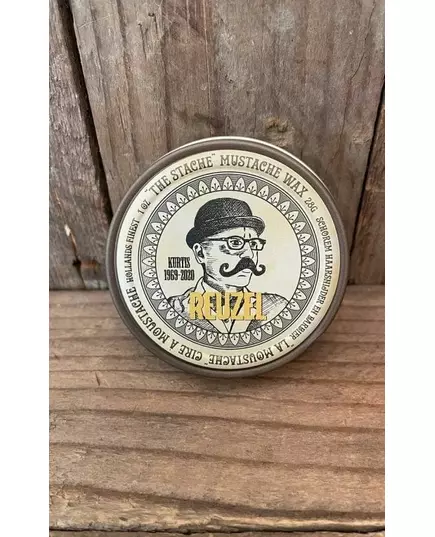 "THE STACHE" MUSTACHE WAX 28G SCHOREM HAARSNIJDER EN BARBIER "LA MOUSTACHE" CIRE A MOUSTACHE HOLLANDS FINEST 1 OZ
KURTIS
1969-2020
REUZEL